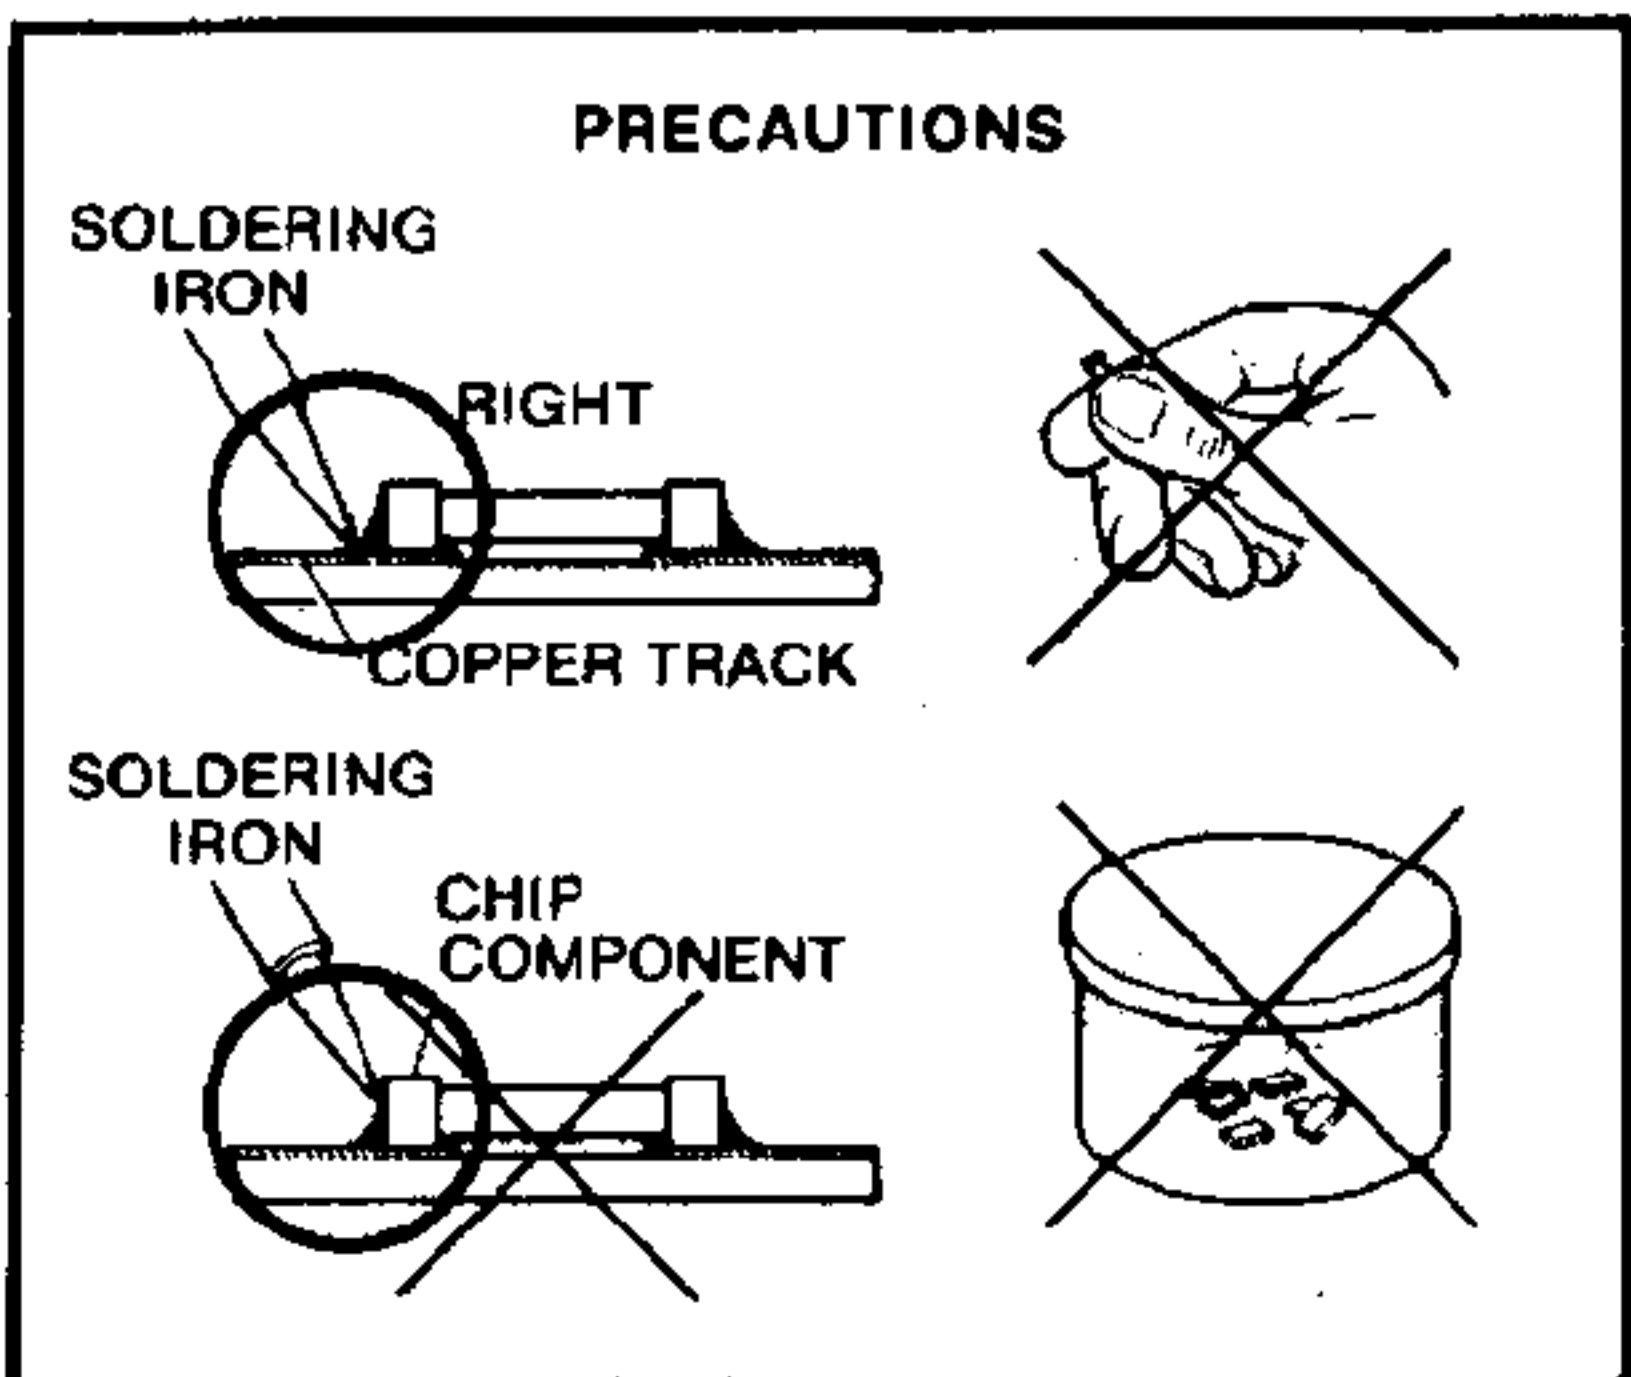 PRECAUTIONS
SOLDERING
IRON
RIGHT
COPPER TRACK
SOLDERING
IRON
CHIP
COMPONENT